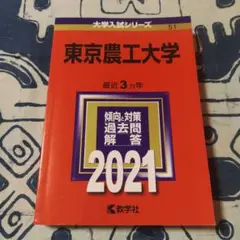 大学入試シリーズ
51
東京農工大学
最近3カ年
傾向と対策
過去問
解答
2021
教学社